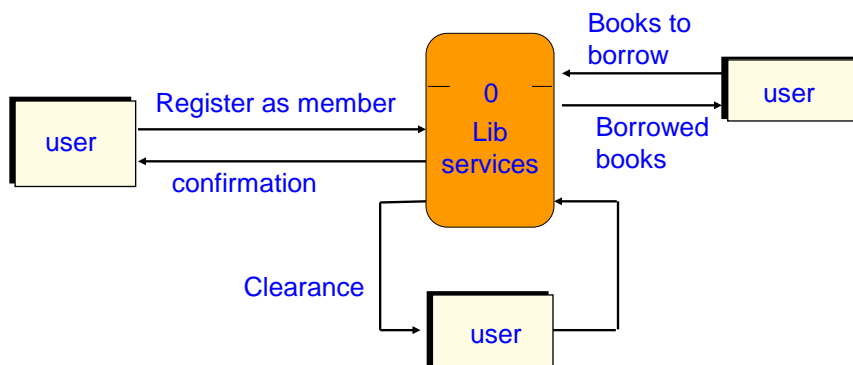 Books to
borrow
user
Register as member
0
user
Lib
services
Borrowed
books
confirmation
Clearance
user